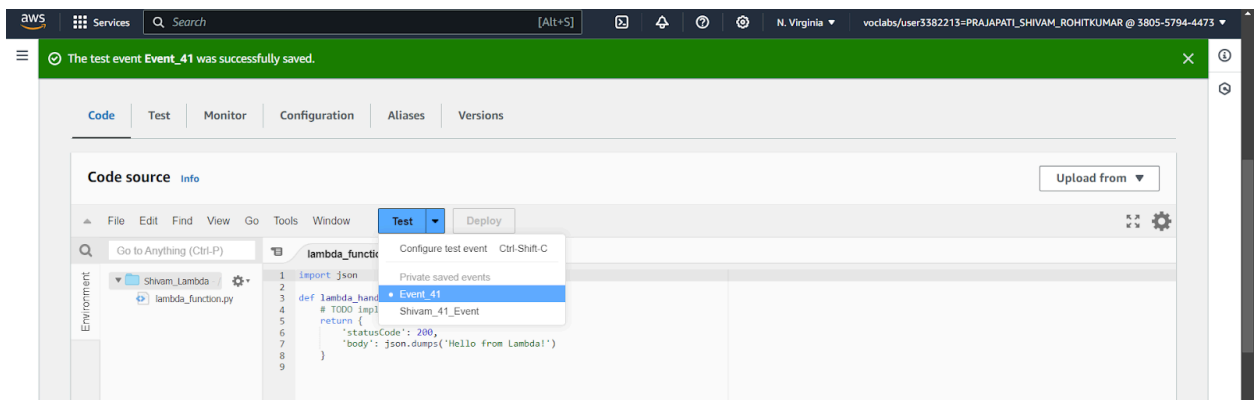 aws Services Search [Alt+S] N. Virginia ▼ voclabs/user3382213=PRAJAPATI_SHIVAM_ROHITKUMAR @ 3805-5794-4473 ▼
The test event Event_41 was successfully saved.
Code Test Monitor Configuration Aliases Versions
Code source Info Upload from ▼
File Edit Find View Go Tools Window Test Deploy
Go to Anything (Ctrl-P) lambda_functio Configure test event Ctrl-Shift-C
Environment
Shivam_Lambda /
lambda_function.py
Private saved events
Event_41
Shivam_41_Event
1 import json
2
3 def lambda_hand
4 # TODO impl
5 return {
6 'statusCode': 200,
7 'body': json.dumps('Hello from Lambda!')
8 }
9